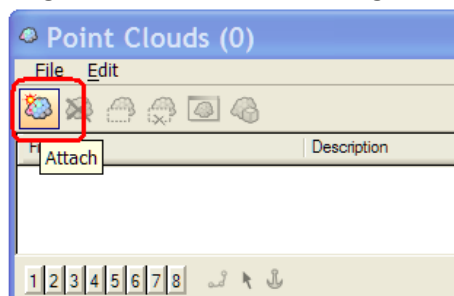 Point Clouds (0)
File Edit
Attach
Description
1 2 3 4 5 6 7 8